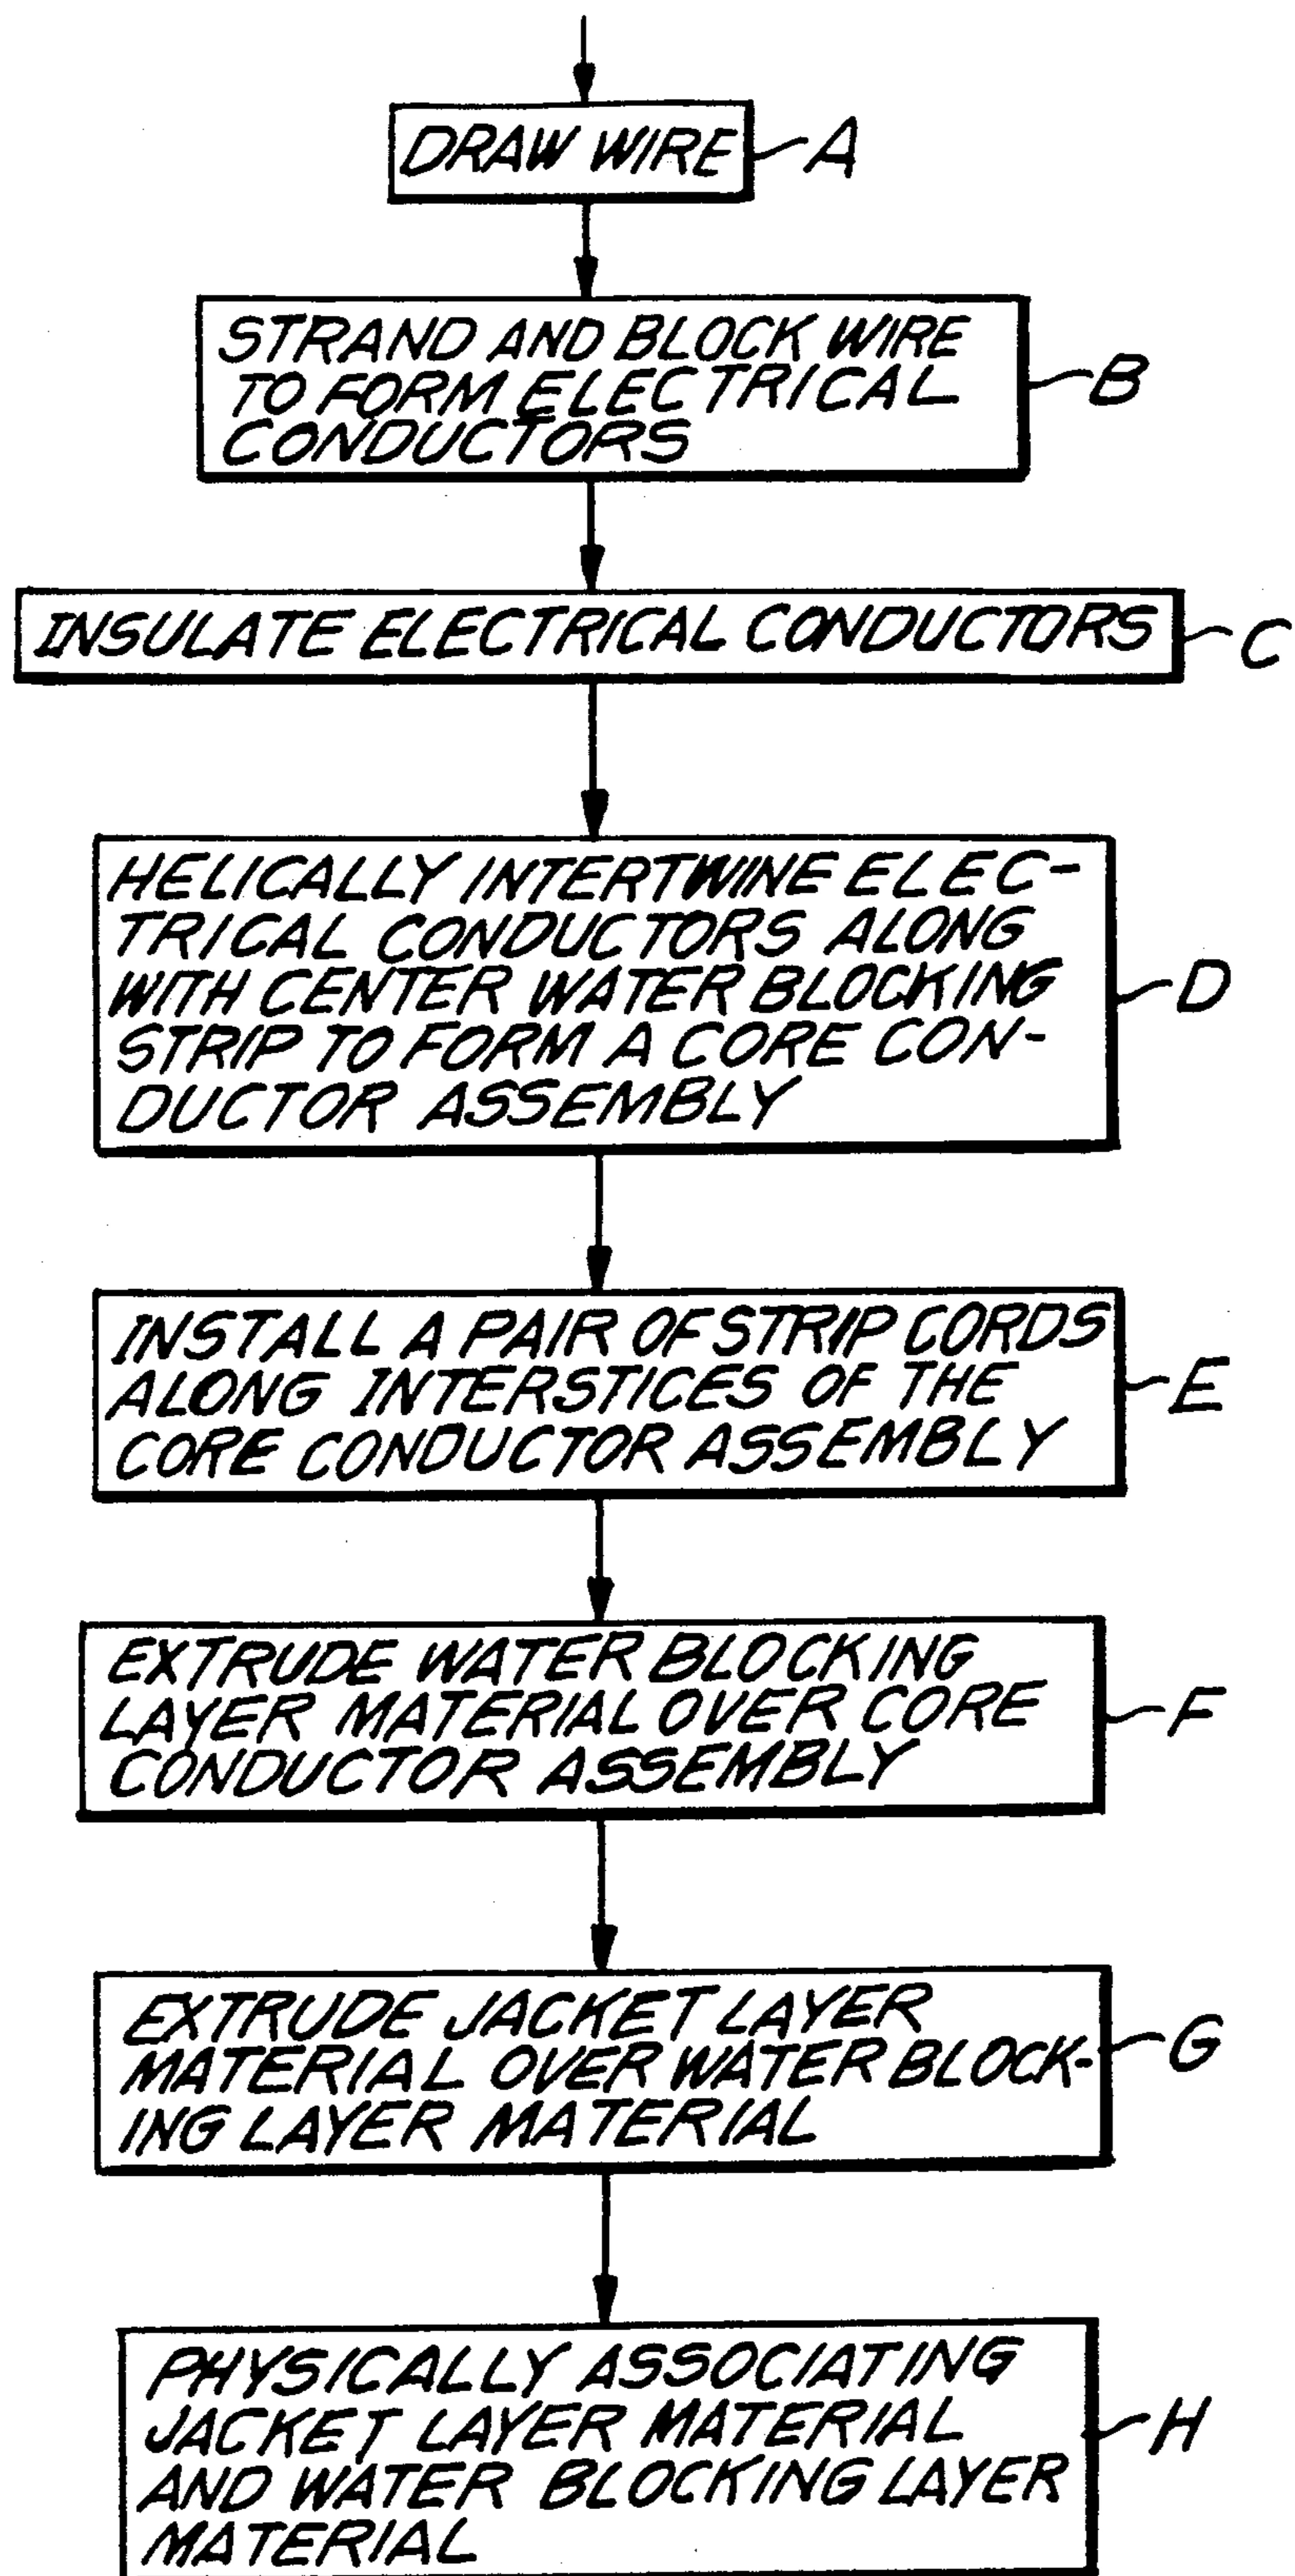 DRAW WIRE A
STRAND AND BLOCK WIRE
TO FORM ELECTRICAL B
CONDUCTORS
INSULATE ELECTRICAL CONDUCTORS C
HELICALLY INTERTWINE ELEC-
TRICAL CONDUCTORS ALONG
WITH CENTER WATER BLOCKING D
STRIP TO FORM A CORE CON-
DUCTOR ASSEMBLY
INSTALL A PAIR OF STRIP CORDS
ALONG INTERSTICES OF THE E
CORE CONDUCTOR ASSEMBLY
EXTRUDE WATER BLOCKING
LAYER MATERIAL OVER CORE F
CONDUCTOR ASSEMBLY
EXTRUDE JACKET LAYER
MATERIAL OVER WATER BLOCK- G
ING LAYER MATERIAL
PHYSICALLY ASSOCIATING
JACKET LAYER MATERIAL H
AND WATER BLOCKING LAYER
MATERIAL